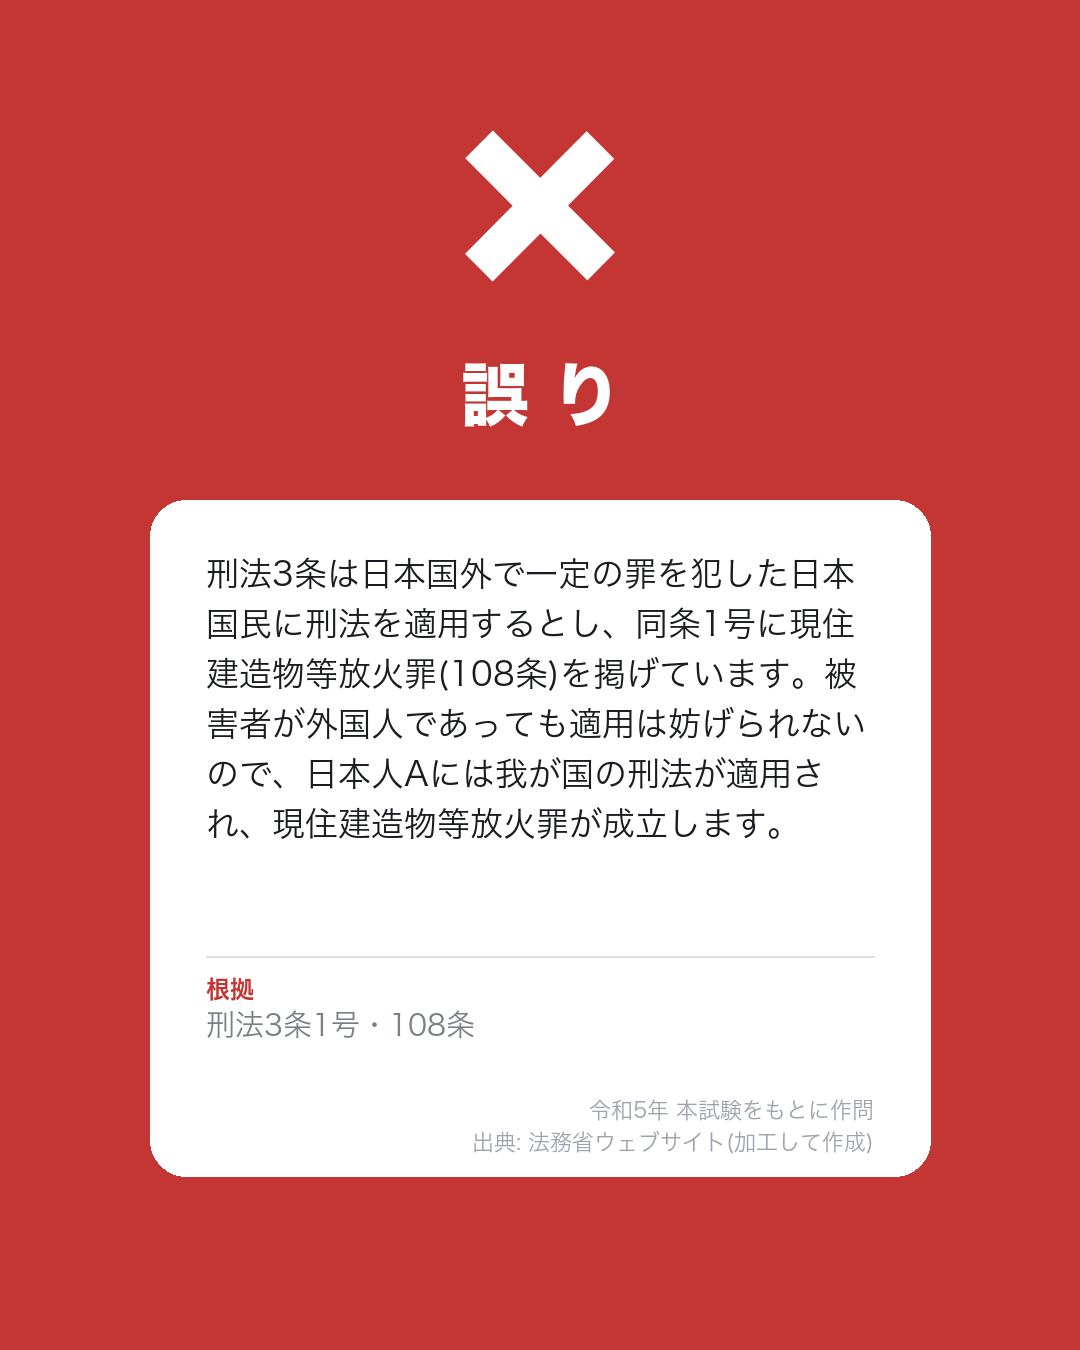 誤り
刑法3条は日本国外で一定の罪を犯した日本
国民に刑法を適用するとし、同条1号に現住
建造物等放火罪(108条)を掲げています。被
害者が外国人であっても適用は妨げられない
ので、日本人Aには我が国の刑法が適用さ
れ、現住建造物等放火罪が成立します。
根拠
刑法3条1号・108条
令和5年 本試験をもとに作問
出典: 法務省ウェブサイト(加工して作成)